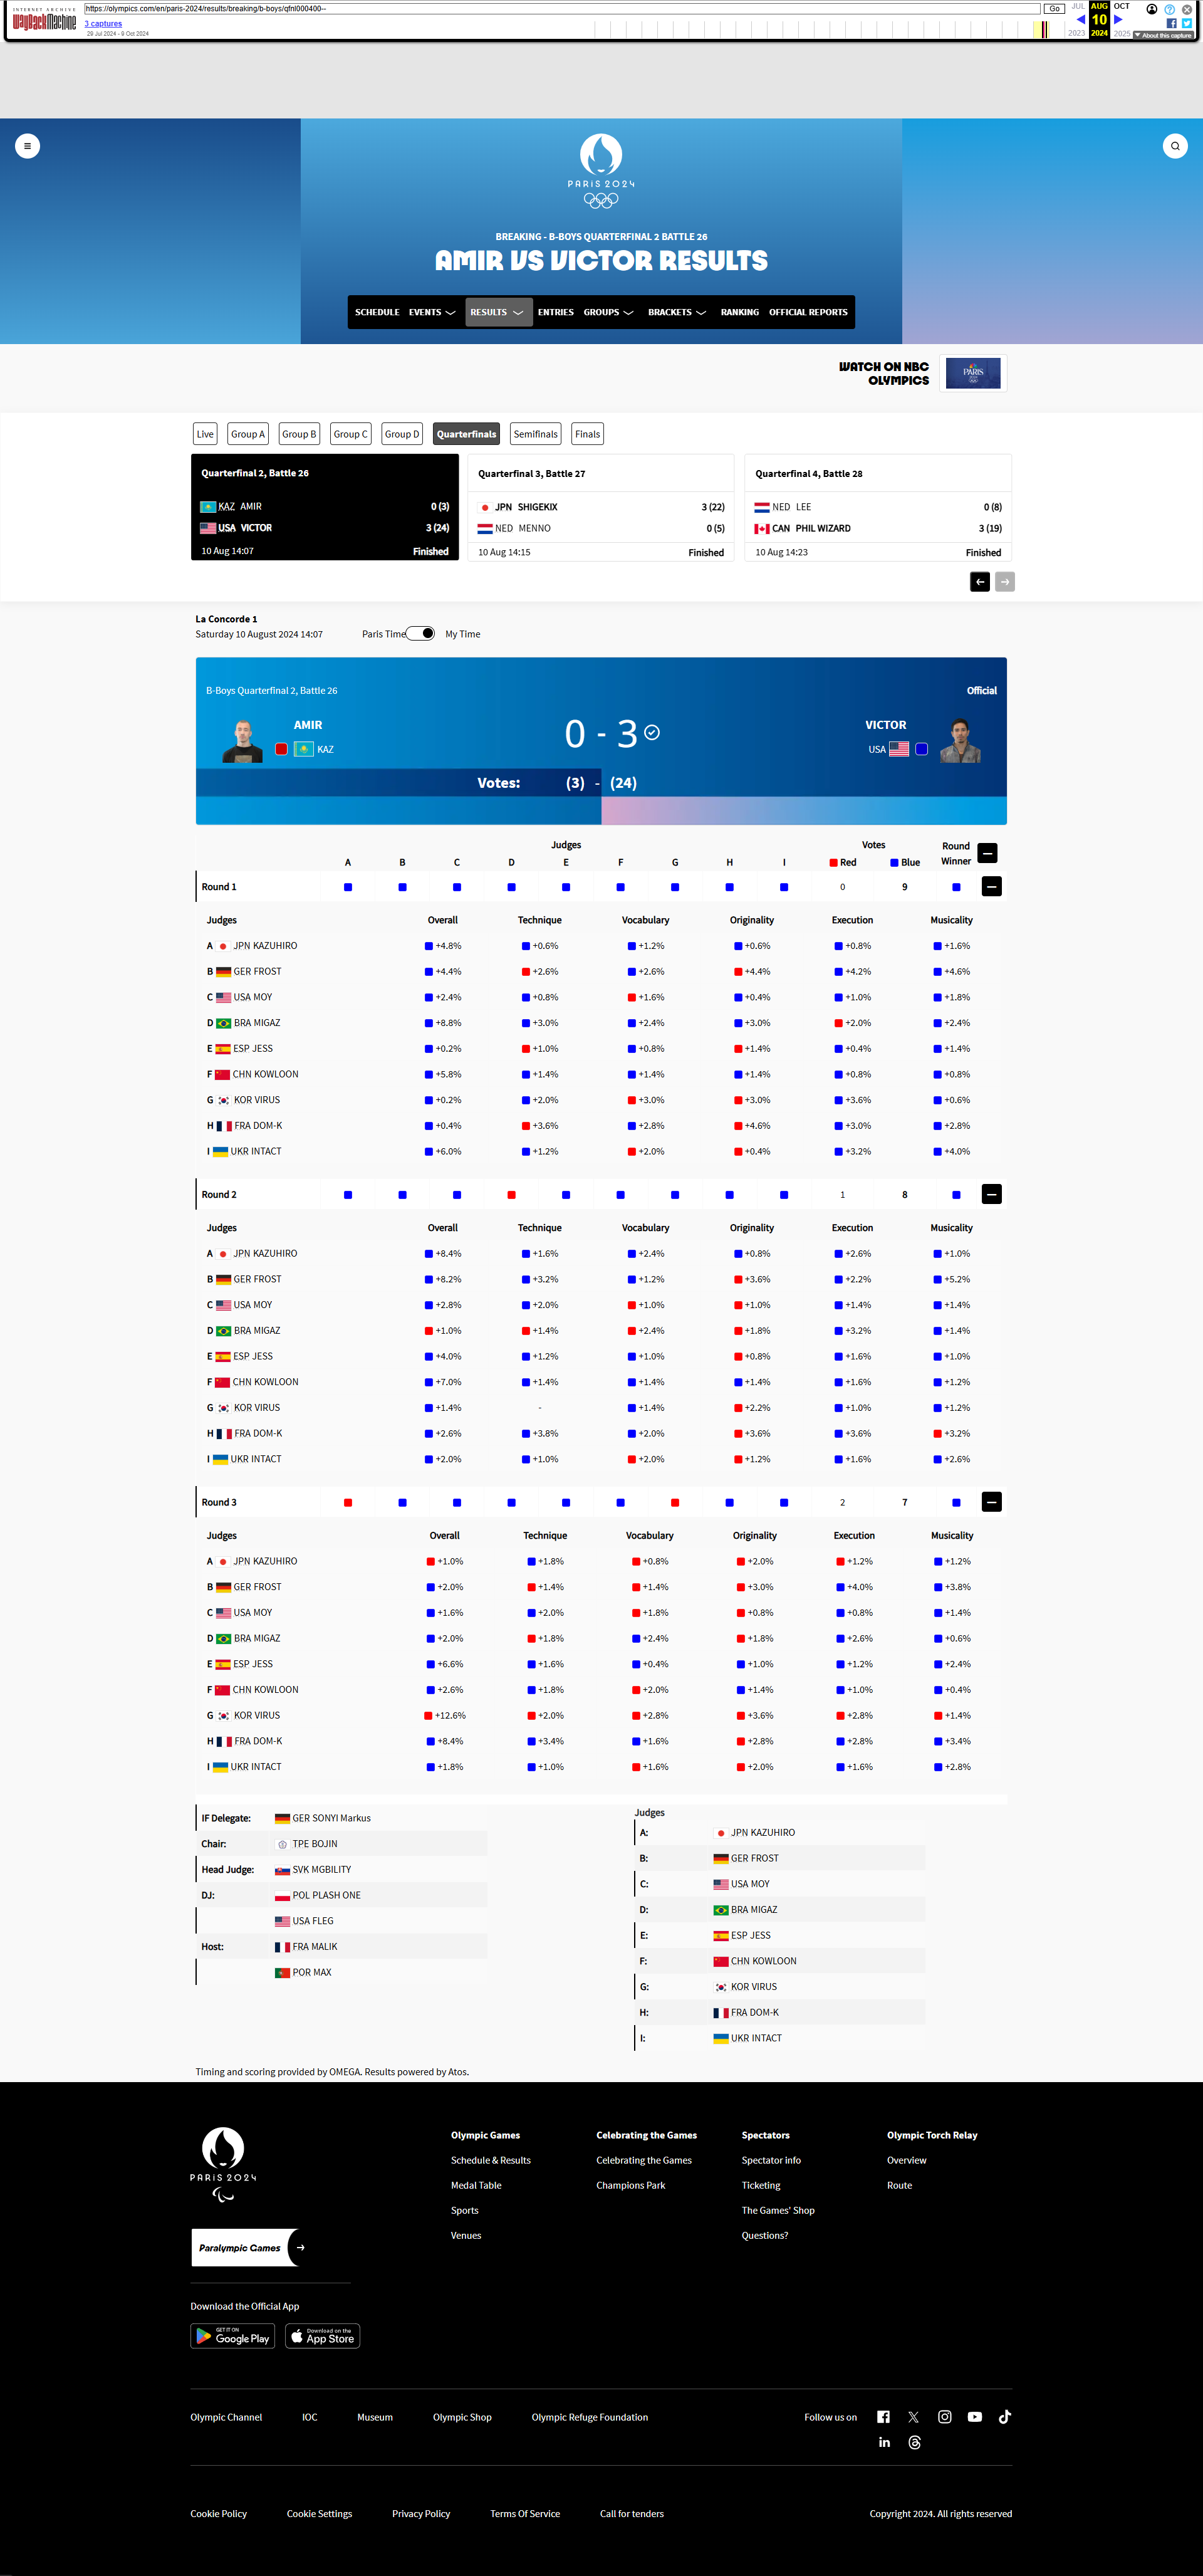 INTERNET ARCHIVE
WayBackMachine
https://olympics.com/en/paris-2024/results/breaking/b-boys/qfnl000400--
Go
JUL AUG OCT
3 captures
10
29 Jul 2024 - 9 Oct 2024
2023 2024 2025
About this capture
PARIS 2024
BREAKING - B-BOYS QUARTERFINAL 2 BATTLE 26
AMIR VS VICTOR RESULTS
SCHEDULE EVENTS RESULTS ENTRIES GROUPS BRACKETS RANKING OFFICIAL REPORTS
WATCH ON NBC
OLYMPICS
PARIS
Live Group A Group B Group C Group D Quarterfinals Semifinals Finals
Quarterfinal 2, Battle 26
KAZ AMIR 0 (3)
USA VICTOR 3 (24)
10 Aug 14:07 Finished
Quarterfinal 3, Battle 27
JPN SHIGEKIX 3 (22)
NED MENNO 0 (5)
10 Aug 14:15 Finished
Quarterfinal 4, Battle 28
NED LEE 0 (8)
CAN PHIL WIZARD 3 (19)
10 Aug 14:23 Finished
La Concorde 1
Saturday 10 August 2024 14:07 Paris Time My Time
B-Boys Quarterfinal 2, Battle 26 Official
AMIR 0 - 3 VICTOR
KAZ USA
Votes: (3) - (24)
Judges Votes Round
A B C D E F G H I Red Blue Winner
Round 1 0 9
Judges Overall Technique Vocabulary Originality Execution Musicality
A JPN KAZUHIRO +4.8% +0.6% +1.2% +0.6% +0.8% +1.6%
B GER FROST +4.4% +2.6% +2.6% +4.4% +4.2% +4.6%
C USA MOY +2.4% +0.8% +1.6% +0.4% +1.0% +1.8%
D BRA MIGAZ +8.8% +3.0% +2.4% +3.0% +2.0% +2.4%
E ESP JESS +0.2% +1.0% +0.8% +1.4% +0.4% +1.4%
F CHN KOWLOON +5.8% +1.4% +1.4% +1.4% +0.8% +0.8%
G KOR VIRUS +0.2% +2.0% +3.0% +3.0% +3.6% +0.6%
H FRA DOM-K +0.4% +3.6% +2.8% +4.6% +3.0% +2.8%
I UKR INTACT +6.0% +1.2% +2.0% +0.4% +3.2% +4.0%
Round 2 1 8
Judges Overall Technique Vocabulary Originality Execution Musicality
A JPN KAZUHIRO +8.4% +1.6% +2.4% +0.8% +2.6% +1.0%
B GER FROST +8.2% +3.2% +1.2% +3.6% +2.2% +5.2%
C USA MOY +2.8% +2.0% +1.0% +1.0% +1.4% +1.4%
D BRA MIGAZ +1.0% +1.4% +2.4% +1.8% +3.2% +1.4%
E ESP JESS +4.0% +1.2% +1.0% +0.8% +1.6% +1.0%
F CHN KOWLOON +7.0% +1.4% +1.4% +1.4% +1.6% +1.2%
G KOR VIRUS +1.4% - +1.4% +2.2% +1.0% +1.2%
H FRA DOM-K +2.6% +3.8% +2.0% +3.6% +3.6% +3.2%
I UKR INTACT +2.0% +1.0% +2.0% +1.2% +1.6% +2.6%
Round 3 2 7
Judges Overall Technique Vocabulary Originality Execution Musicality
A JPN KAZUHIRO +1.0% +1.8% +0.8% +2.0% +1.2% +1.2%
B GER FROST +2.0% +1.4% +1.4% +3.0% +4.0% +3.8%
C USA MOY +1.6% +2.0% +1.8% +0.8% +0.8% +1.4%
D BRA MIGAZ +2.0% +1.8% +2.4% +1.8% +2.6% +0.6%
E ESP JESS +6.6% +1.6% +0.4% +1.0% +1.2% +2.4%
F CHN KOWLOON +2.6% +1.8% +2.0% +1.4% +1.0% +0.4%
G KOR VIRUS +12.6% +2.0% +2.8% +3.6% +2.8% +1.4%
H FRA DOM-K +8.4% +3.4% +1.6% +2.8% +2.8% +3.4%
I UKR INTACT +1.8% +1.0% +1.6% +2.0% +1.6% +2.8%
IF Delegate: GER SONYI Markus
Chair: TPE BOJIN
Head Judge: SVK MGBILITY
DJ: POL PLASH ONE
USA FLEG
Host: FRA MALIK
POR MAX
Judges
A: JPN KAZUHIRO
B: GER FROST
C: USA MOY
D: BRA MIGAZ
E: ESP JESS
F: CHN KOWLOON
G: KOR VIRUS
H: FRA DOM-K
I: UKR INTACT
Timing and scoring provided by OMEGA. Results powered by Atos.
PARIS 2024
Paralympic Games
Olympic Games
Schedule & Results
Medal Table
Sports
Venues
Celebrating the Games
Celebrating the Games
Champions Park
Spectators
Spectator info
Ticketing
The Games' Shop
Questions?
Olympic Torch Relay
Overview
Route
Download the Official App
GET IT ON
Google Play
Download on the
App Store
Olympic Channel IOC Museum Olympic Shop Olympic Refuge Foundation Follow us on
Cookie Policy Cookie Settings Privacy Policy Terms Of Service Call for tenders Copyright 2024. All rights reserved